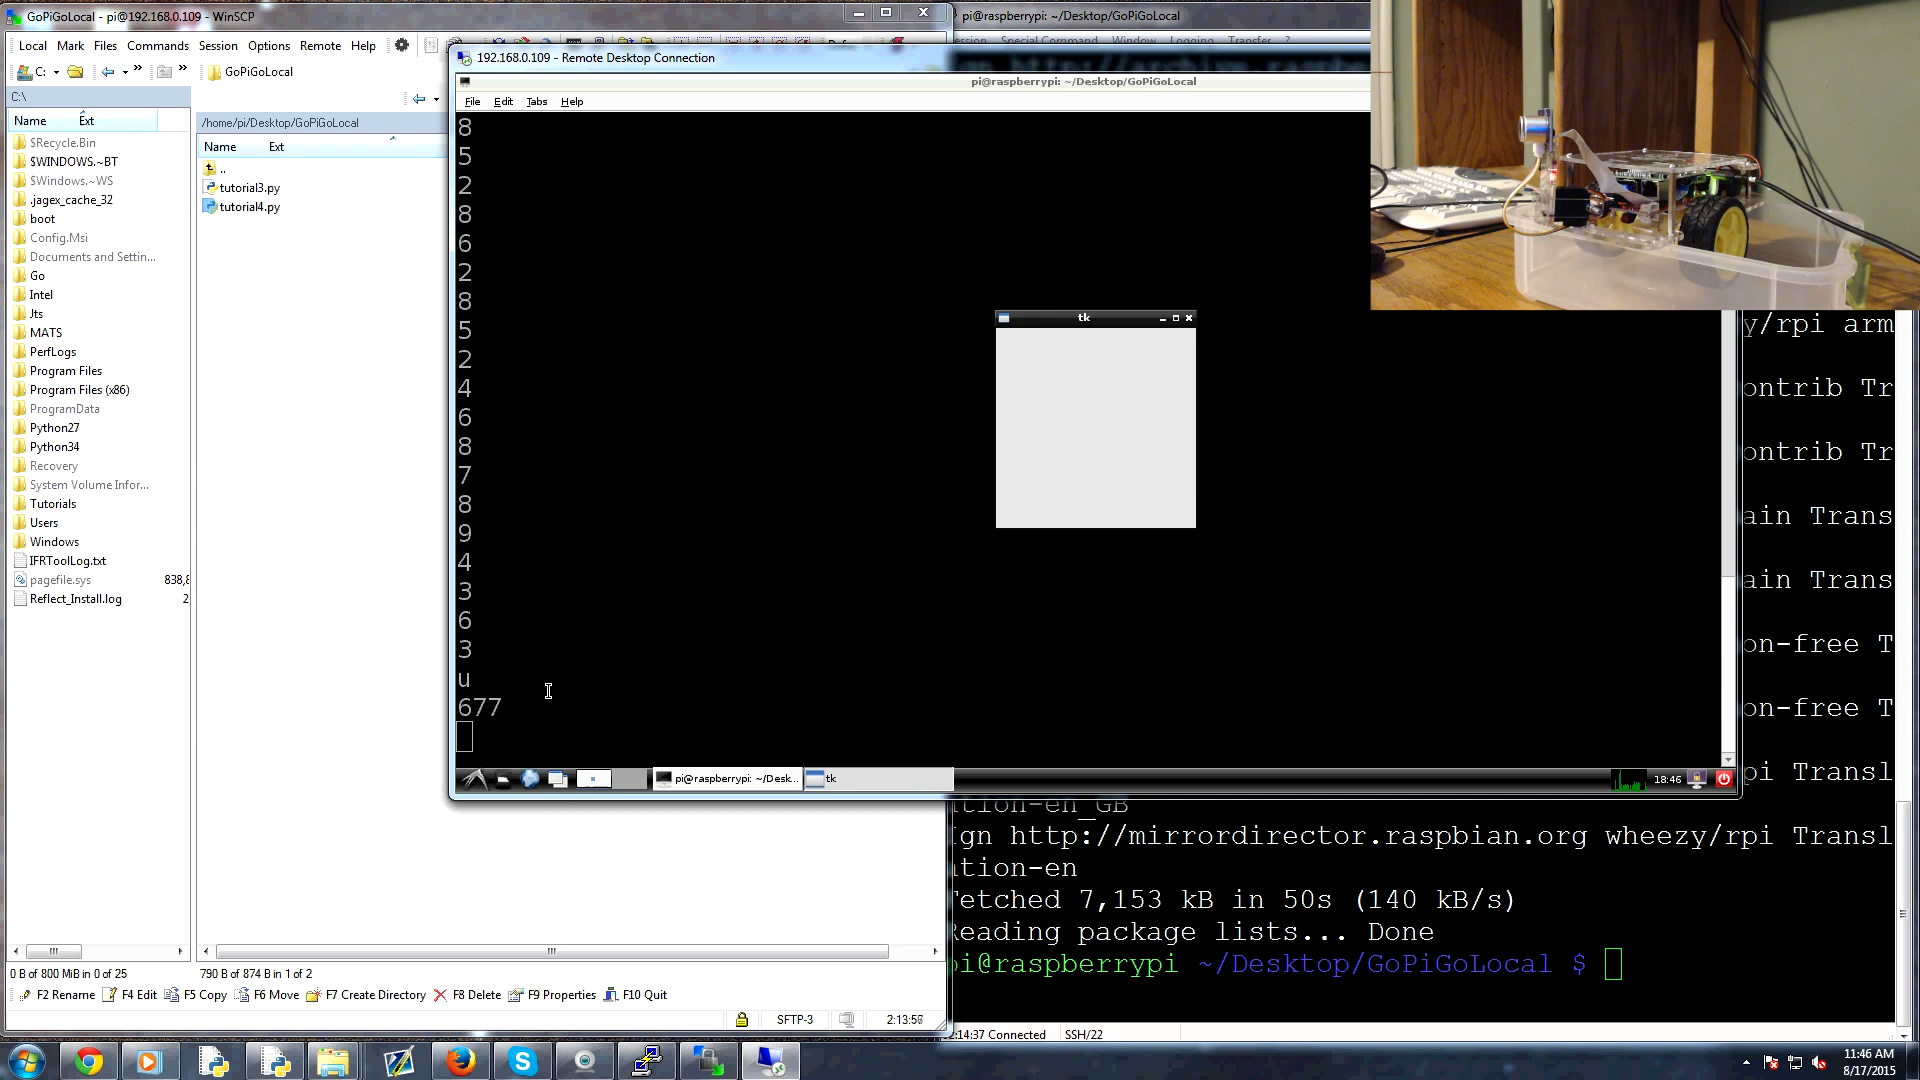 GoPiGoLocal - pi@192.168.0.109 - WinSCP
pi@raspberrypi: ~/Desktop/GoPiGoLocal
Local Mark Files Commands Session Options Remote Help
Session Special Command Window Logging Transfer ?
C: GoPiGoLocal
192.168.0.109 - Remote Desktop Connection
pi@raspberrypi: ~/Desktop/GoPiGoLocal
File Edit Tabs Help
C:\
Name Ext
$Recycle.Bin
$WINDOWS.~BT
$Windows.~WS
.jagex_cache_32
boot
Config.Msi
Documents and Settin...
Go
Intel
Jts
MATS
PerfLogs
Program Files
Program Files (x86)
ProgramData
Python27
Python34
Recovery
System Volume Infor...
Tutorials
Users
Windows
IFRToolLog.txt
pagefile.sys 838,8
Reflect_Install.log 2
/home/pi/Desktop/GoPiGoLocal
Name Ext
..
tutorial3.py
tutorial4.py
8
5
2
8
6
2
8
5
2
4
6
8
7
8
9
4
3
6
3
u
677
tk
pi@raspberrypi: ~/Desk...
tk
18:46
y/rpi arm
ontrib Tr
ontrib Tr
ain Trans
ain Trans
on-free T
on-free T
pi Transl
ation-en_GB
Ign http://mirrordirector.raspbian.org wheezy/rpi Transl
ation-en
Fetched 7,153 kB in 50s (140 kB/s)
Reading package lists... Done
pi@raspberrypi ~/Desktop/GoPiGoLocal $
0 B of 800 MiB in 0 of 25
790 B of 874 B in 1 of 2
F2 Rename F4 Edit F5 Copy F6 Move F7 Create Directory F8 Delete F9 Properties F10 Quit
SFTP-3
2:14:37 Connected SSH/22
11:46 AM
8/17/2015